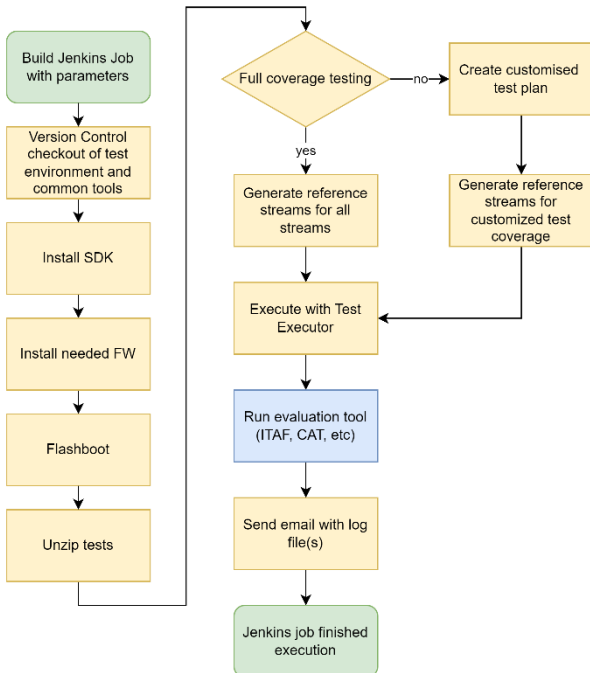 Build Jenkins Job
with parameters
Version Control
checkout of test
environment and
common tools
Install SDK
Install needed FW
Flashboot
Unzip tests
Full coverage testing
no
Create customised
test plan
yes
Generate reference
streams for all
streams
Generate reference
streams for
customized test
coverage
Execute with Test
Executor
Run evaluation tool
(ITAF, CAT, etc)
Send email with log
file(s)
Jenkins job finished
execution